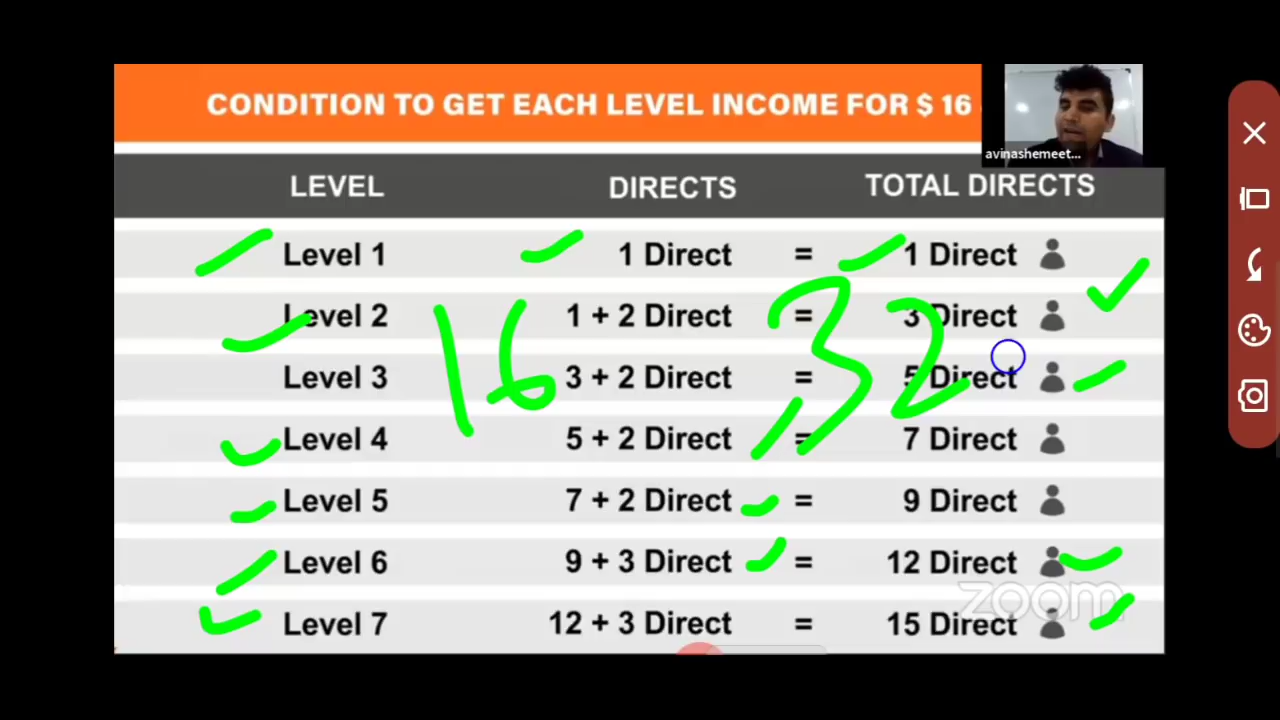 CONDITION TO GET EACH LEVEL INCOME FOR $ 16
avinashemeet...
LEVEL DIRECTS TOTAL DIRECTS
Level 1 1 Direct = 1 Direct
Level 2 1 + 2 Direct = 3 Direct
Level 3 3 + 2 Direct = 5 Direct
16 , 32
Level 4 5 + 2 Direct = 7 Direct
Level 5 7 + 2 Direct = 9 Direct
Level 6 9 + 3 Direct = 12 Direct
zoom
Level 7 12 + 3 Direct = 15 Direct